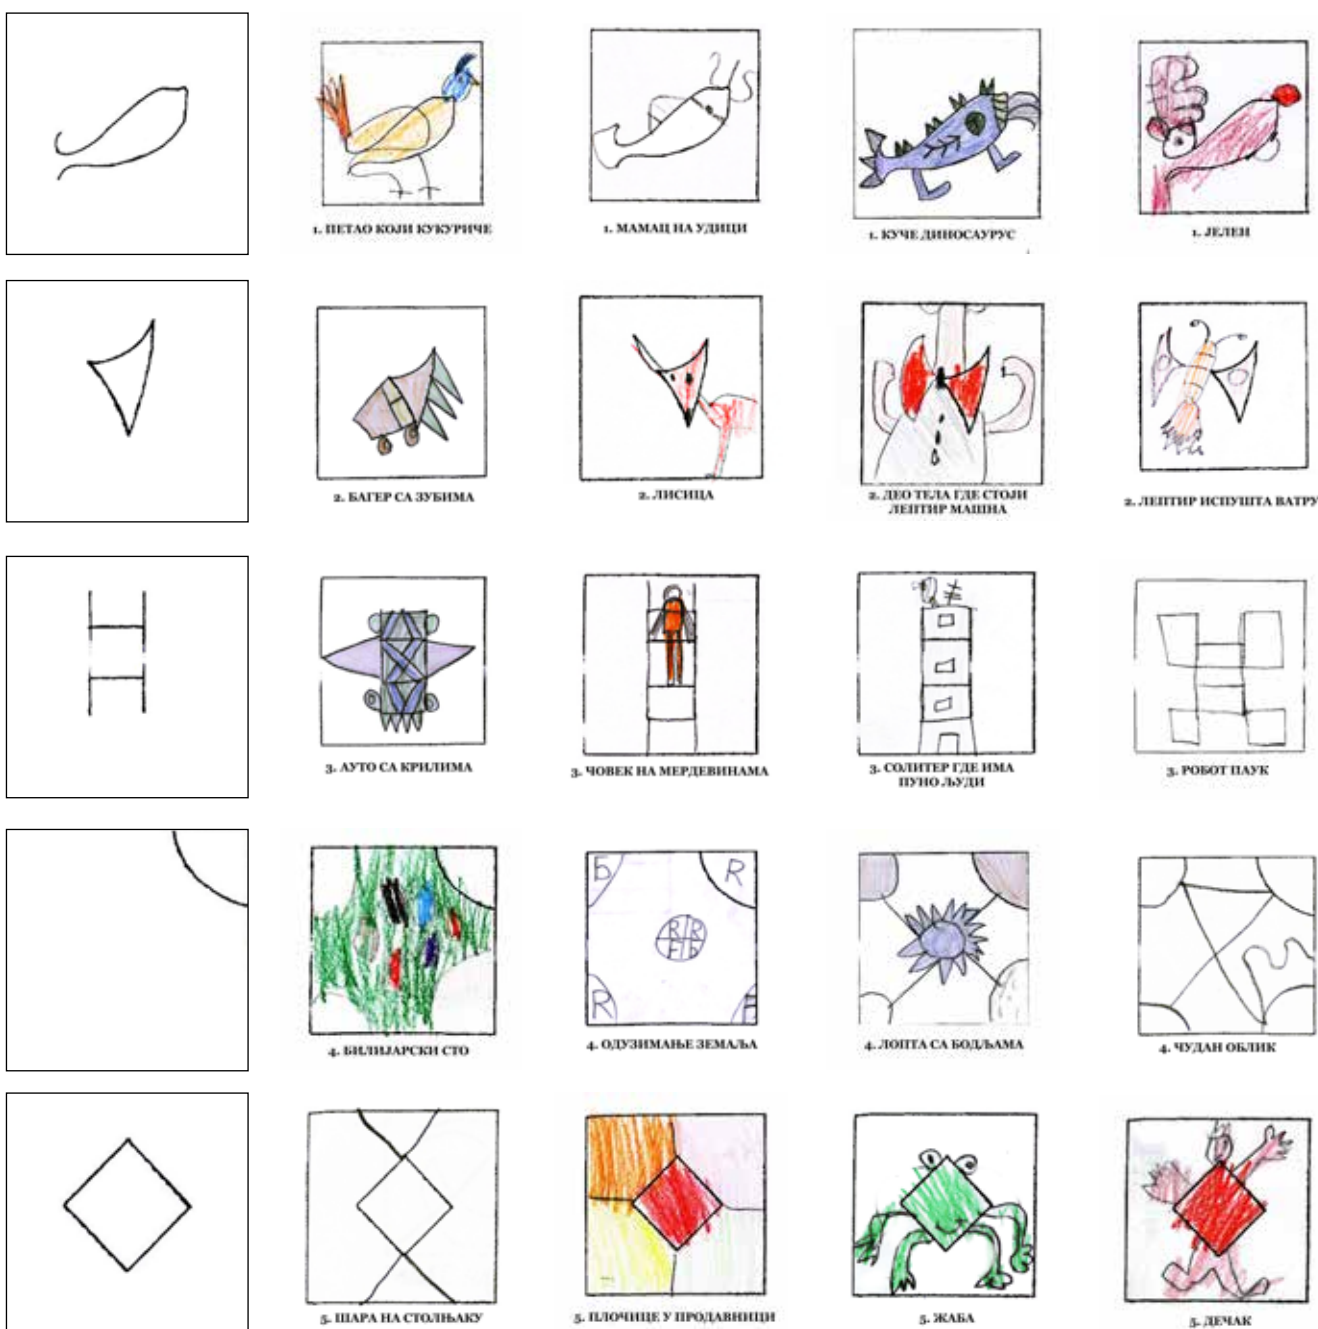 1. ПЕТАО КОЈИ КУКУРИЧЕ
1. МАМАЦ НА УДИЦИ
1. КУЧЕ ДИНОСАУРУС
1. ЈЕЛЕН
2. БАГЕР СА ЗУБИМА
2. ЛИСИЦА
2. ДЕО ТЕЛА ГДЕ СТОЈИ
ЛЕПТИР МАШНА
2. ЛЕПТИР ИСПУШТА ВАТРУ
3. АУТО СА КРИЛИМА
3. ЧОВЕК НА МЕРДЕВИНАМА
3. СОЛИТЕР ГДЕ ИМА
ПУНО ЉУДИ
3. РОБОТ ПАУК
Б
R
R R
F Б
R
4. БИЛИЈАРСКИ СТО
4. ОДУЗИМАЊЕ ЗЕМАЉА
4. ЛОПТА СА БОДЉАМА
4. ЧУДАН ОБЛИК
5. ШАРА НА СТОЛЊАКУ
5. ПЛОЧИЦЕ У ПРОДАВНИЦИ
5. ЖАБА
5. ДЕЧАК